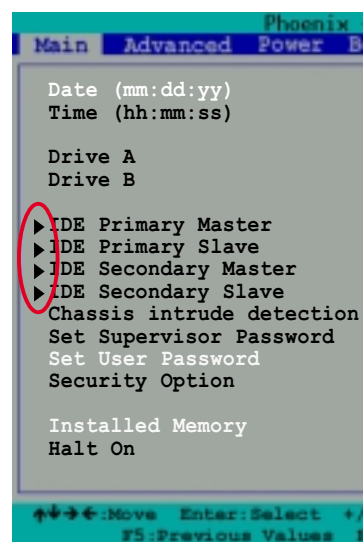 Phoenix
Main Advanced Power
Date (mm:dd:yy)
Time (hh:mm:ss)
Drive A
Drive B
IDE Primary Master
IDE Primary Slave
IDE Secondary Master
IDE Secondary Slave
Chassis intrude detection
Set Supervisor Password
Set User Password
Security Option
Installed Memory
Halt On
↑↓→←:Move Enter:Select +/
F5:Previous Values